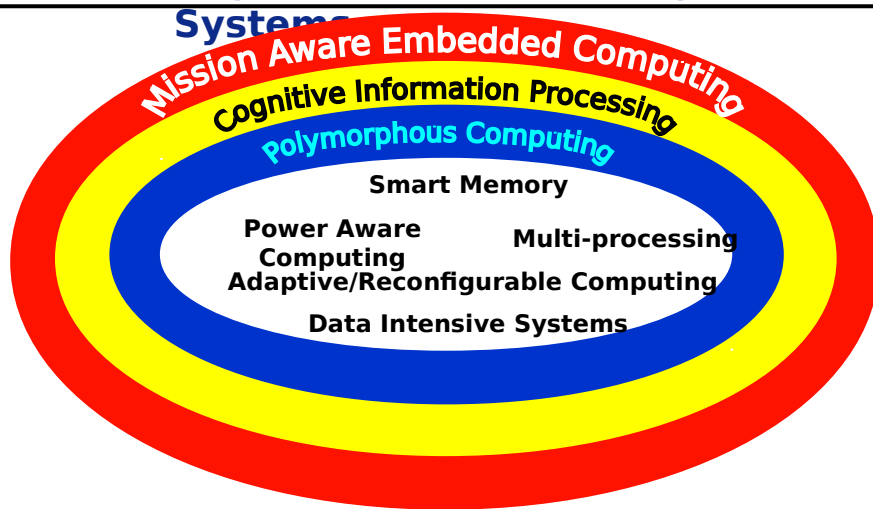 Systems
Mission Aware Embedded Computing
Cognitive Information Processing
Polymorphous Computing
Smart Memory
Power Aware
Computing
Multi-processing
Adaptive/Reconfigurable Computing
Data Intensive Systems